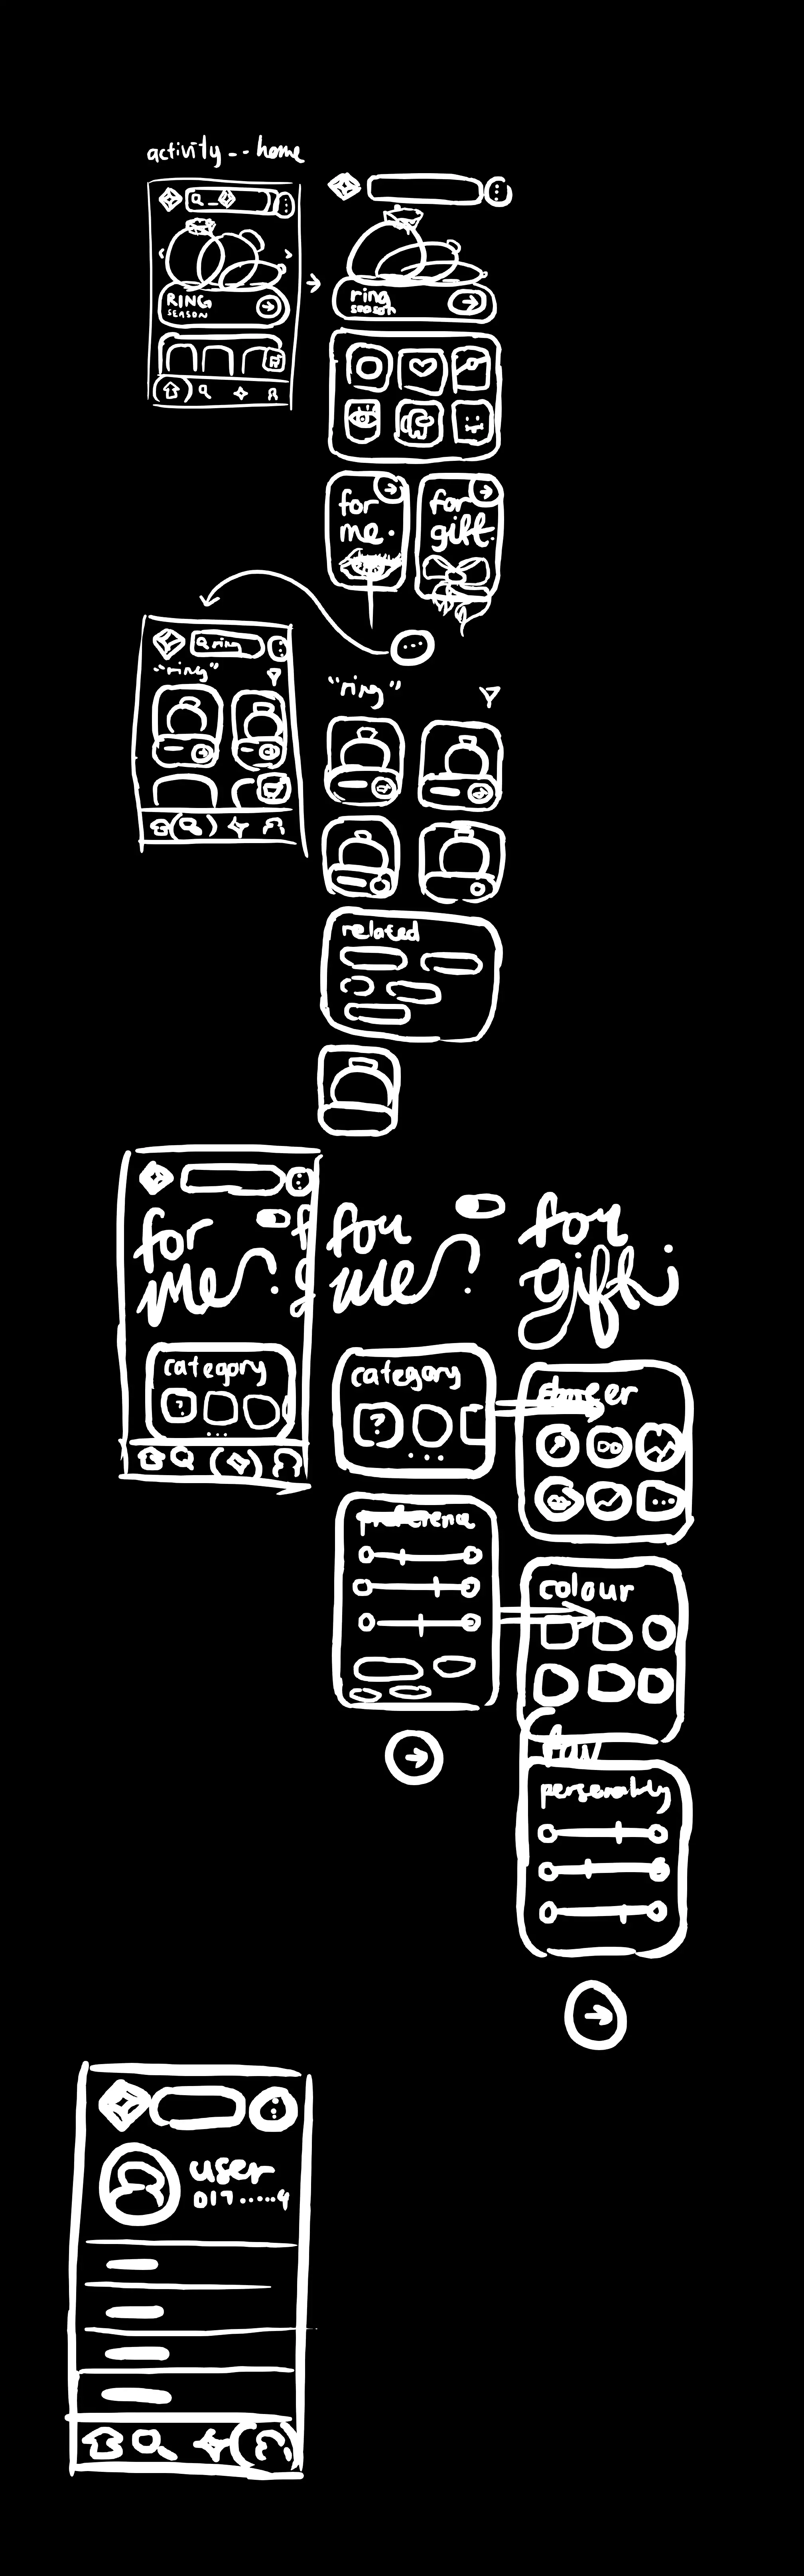 activity -- home
RING
SEASON
ring
season
for
me.
for
gift.
ring
"ring"
"ring"
related
for
me?
for
me?
for
gift
category
?
category
?
preference
colour
personality
user
017.....4